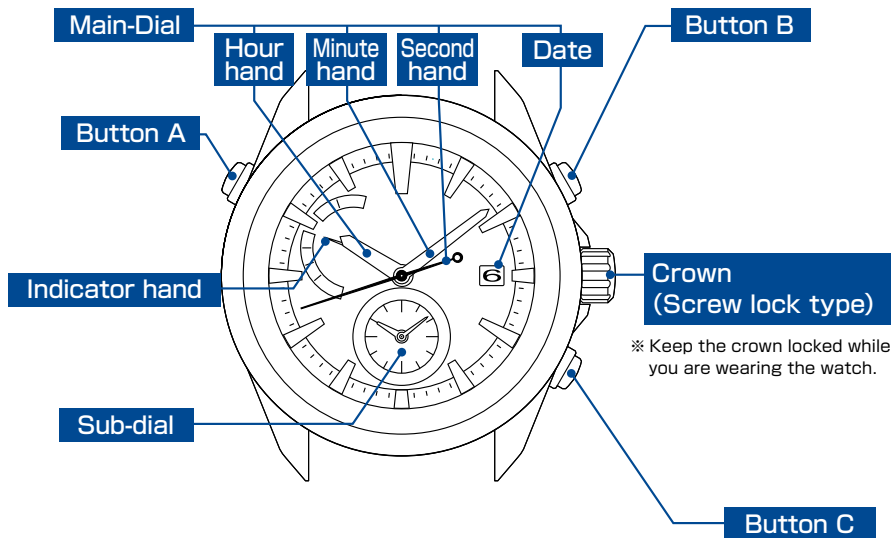 Main-Dial
Button B
Hour
hand
Minute
hand
Second
hand
Date
Button A
6
Indicator hand
Crown
(Screw lock type)
※ Keep the crown locked while
you are wearing the watch.
Sub-dial
Button C